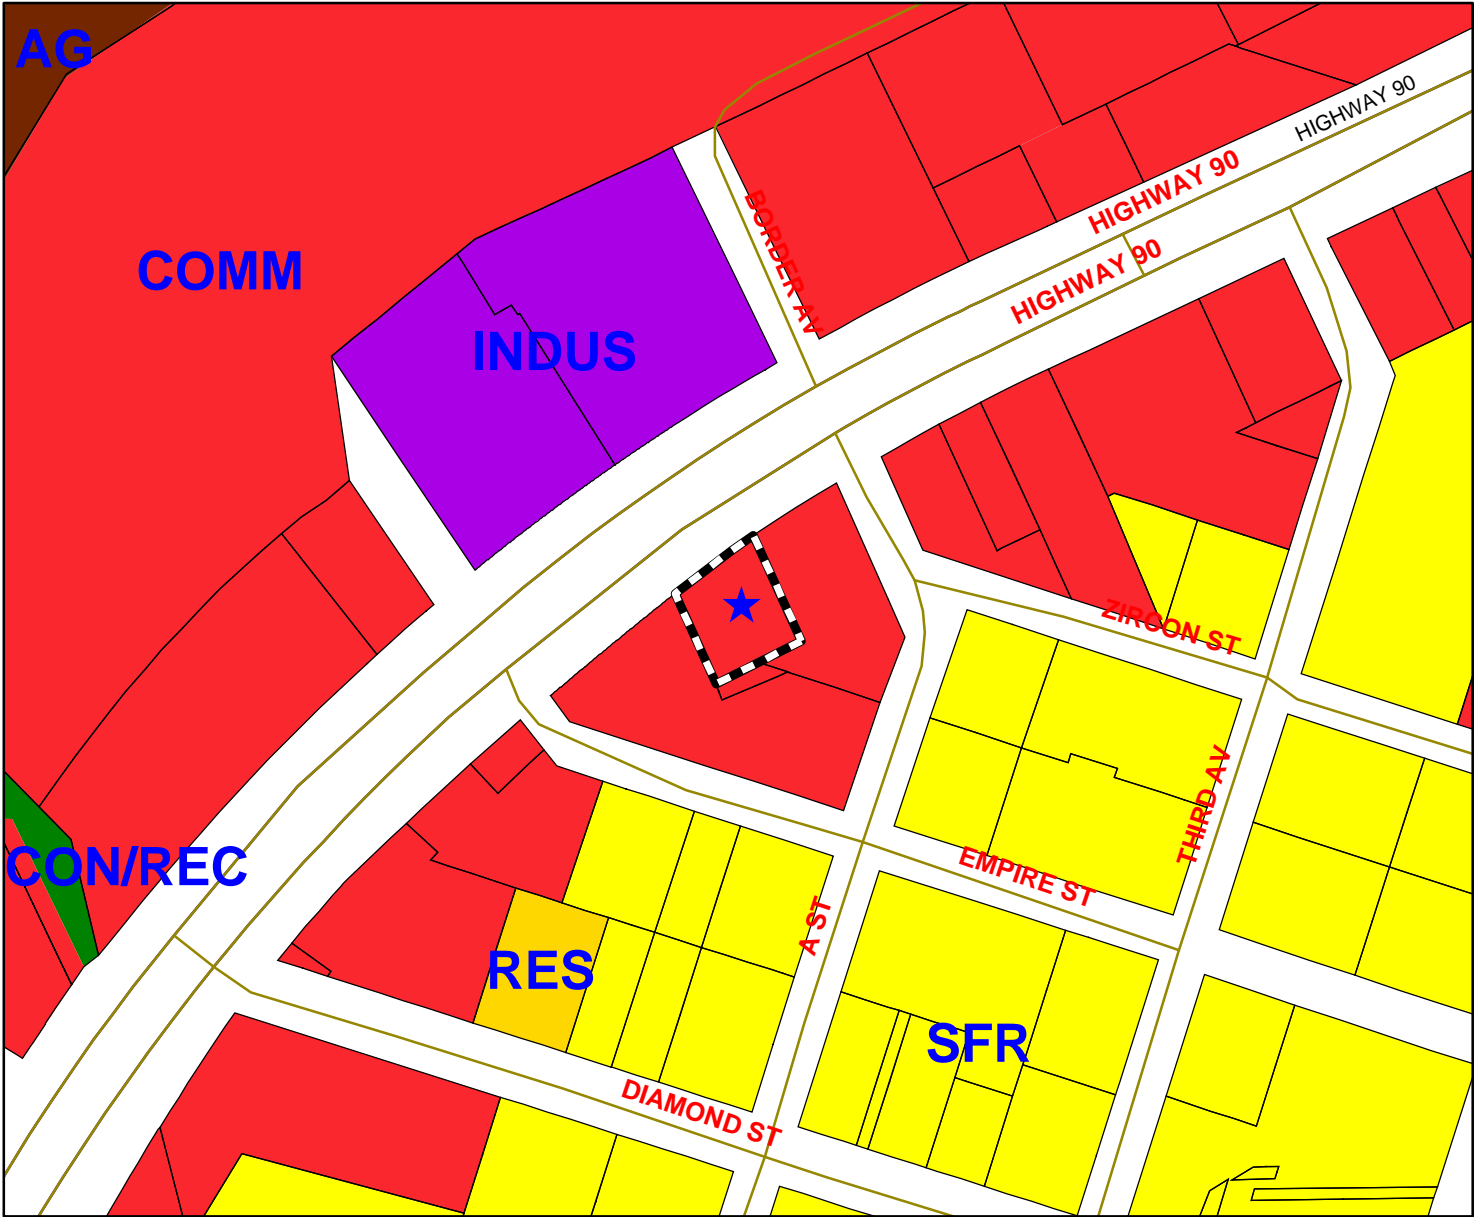 AG
HIGHWAY 90
HIGHWAY 90
BORDER AV
HIGHWAY 90
COMM
INDUS
ZIRCON ST
THIRD AV
CON/REC
EMPIRE ST
A ST
RES
SFR
DIAMOND ST